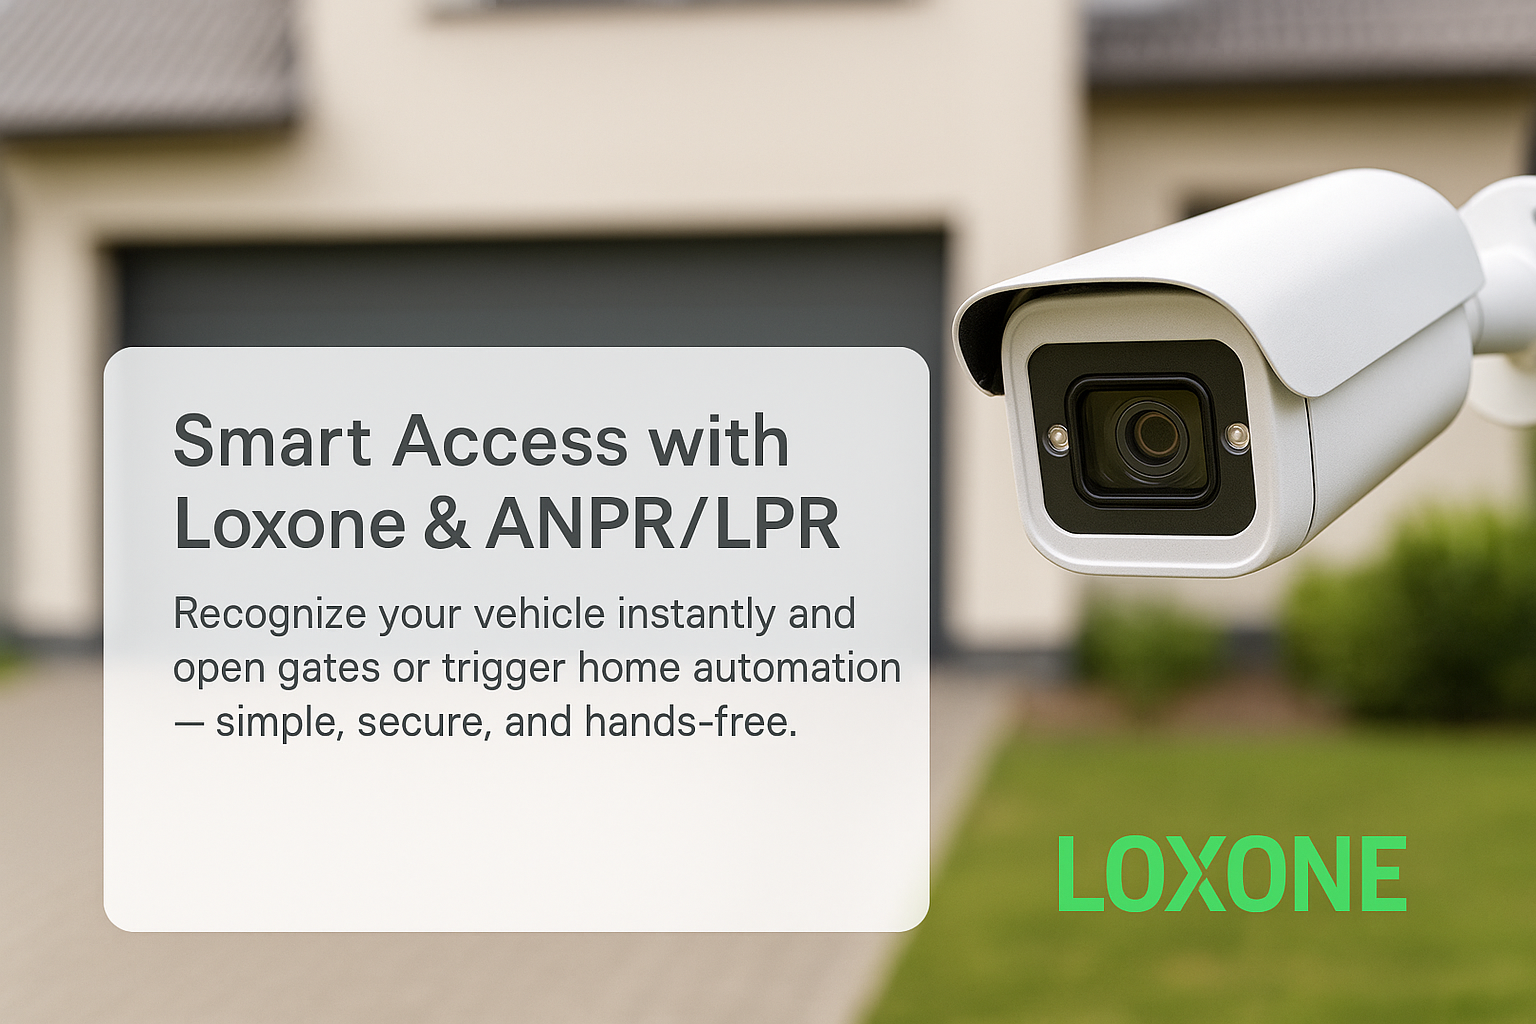 Smart Access with
Loxone & ANPR/LPR
Recognize your vehicle instantly and
open gates or trigger home automation
— simple, secure, and hands-free.
LOXONE